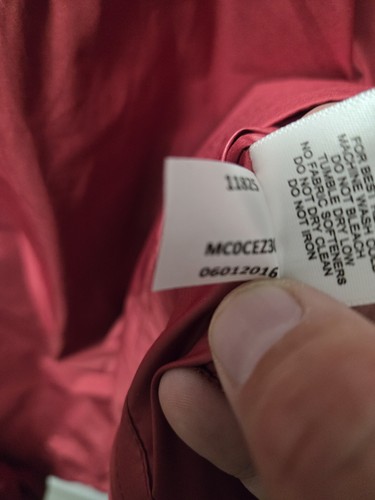 11825
MC0CE23
06012016
FOR BEST
MACHINE WASH COLD
DO NOT BLEACH
TUMBLE DRY LOW
NO FABRIC SOFTENERS
DO NOT DRY CLEAN
DO NOT IRON